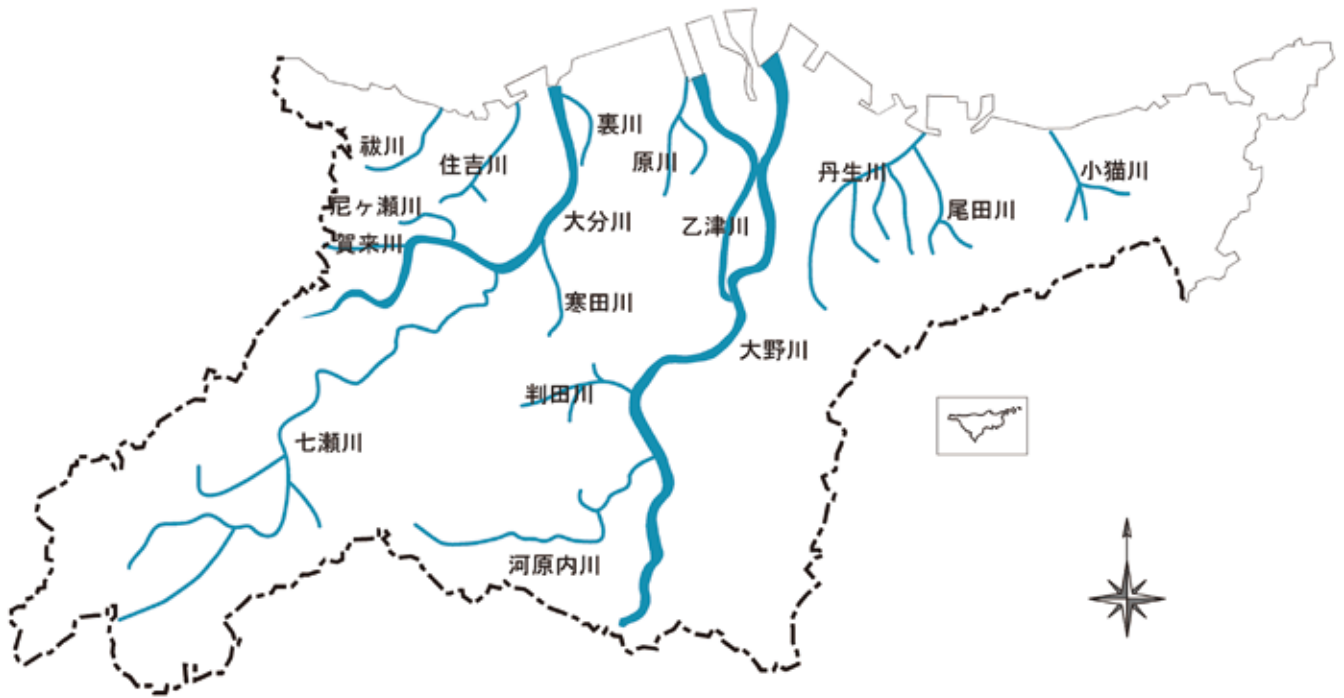 祓川
住吉川
裏川
原川
尼ヶ瀬川
賀来川
大分川
乙津川
丹生川
尾田川
小猫川
寒田川
大野川
判田川
七瀬川
河原内川